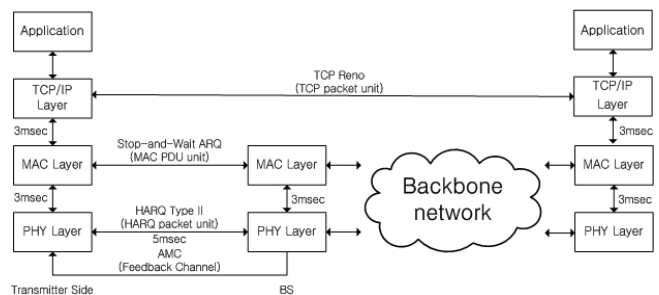 Application
Application
TCP/IP
Layer
TCP Reno
(TCP packet unit)
TCP/IP
Layer
3msec
3msec
MAC Layer
Stop-and-Wait ARQ
(MAC PDU unit)
MAC Layer
MAC Layer
Backbone
network
3msec
3msec
3msec
PHY Layer
HARQ Type II
(HARQ packet unit)
5msec
PHY Layer
PHY Layer
AMC
(Feedback Channel)
Transmitter Side
BS